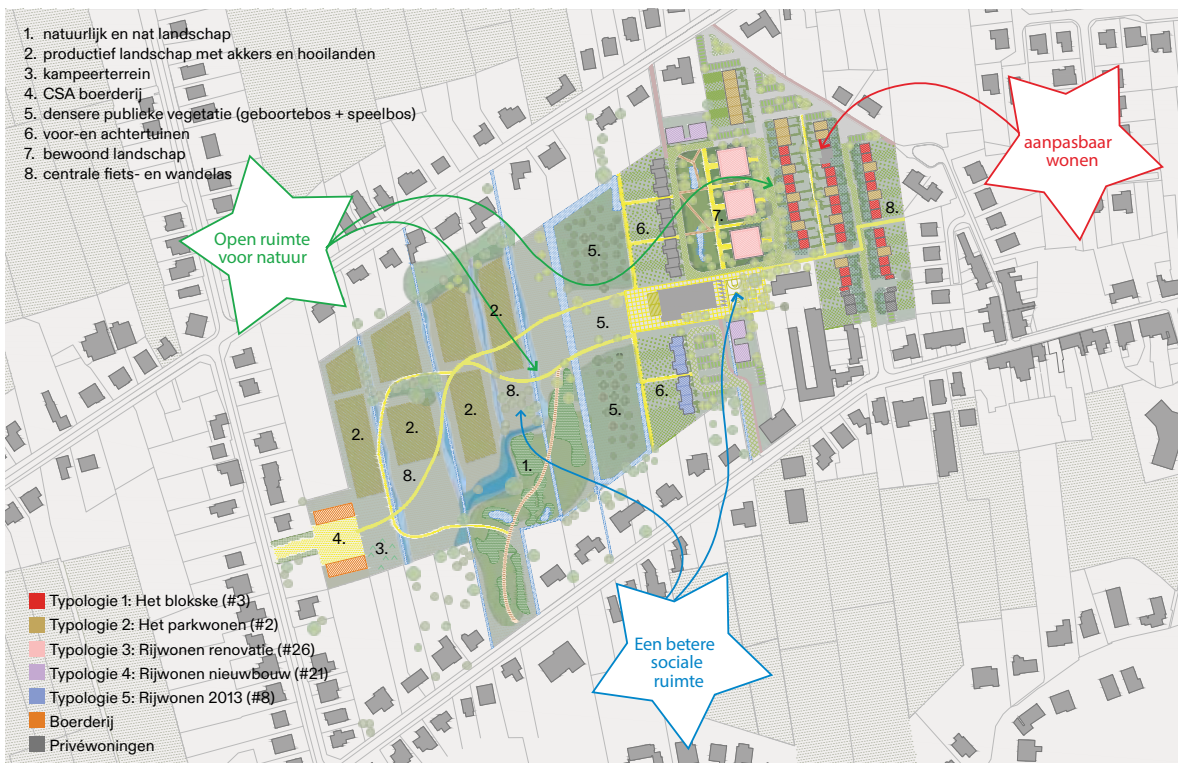 1. natuurlijk en nat landschap
2. productief landschap met akkers en hooilanden
3. kampeerterrein
4. CSA boerderij
5. densere publieke vegetatie (geboortebos + speelbos)
6. voor-en achtertuinen
7. bewoond landschap
8. centrale fiets- en wandelas
aanpasbaar
wonen
Open ruimte
voor natuur
8.
7.
6.
5.
2.
5.
6.
8.
2.
5.
2.
2.
1.
8.
4.
3.
Een betere
sociale
ruimte
Typologie 1: Het blokske (#3)
Typologie 2: Het parkwonen (#2)
Typologie 3: Rijwonen renovatie (#26)
Typologie 4: Rijwonen nieuwbouw (#21)
Typologie 5: Rijwonen 2013 (#8)
Boerderij
Privéwoningen